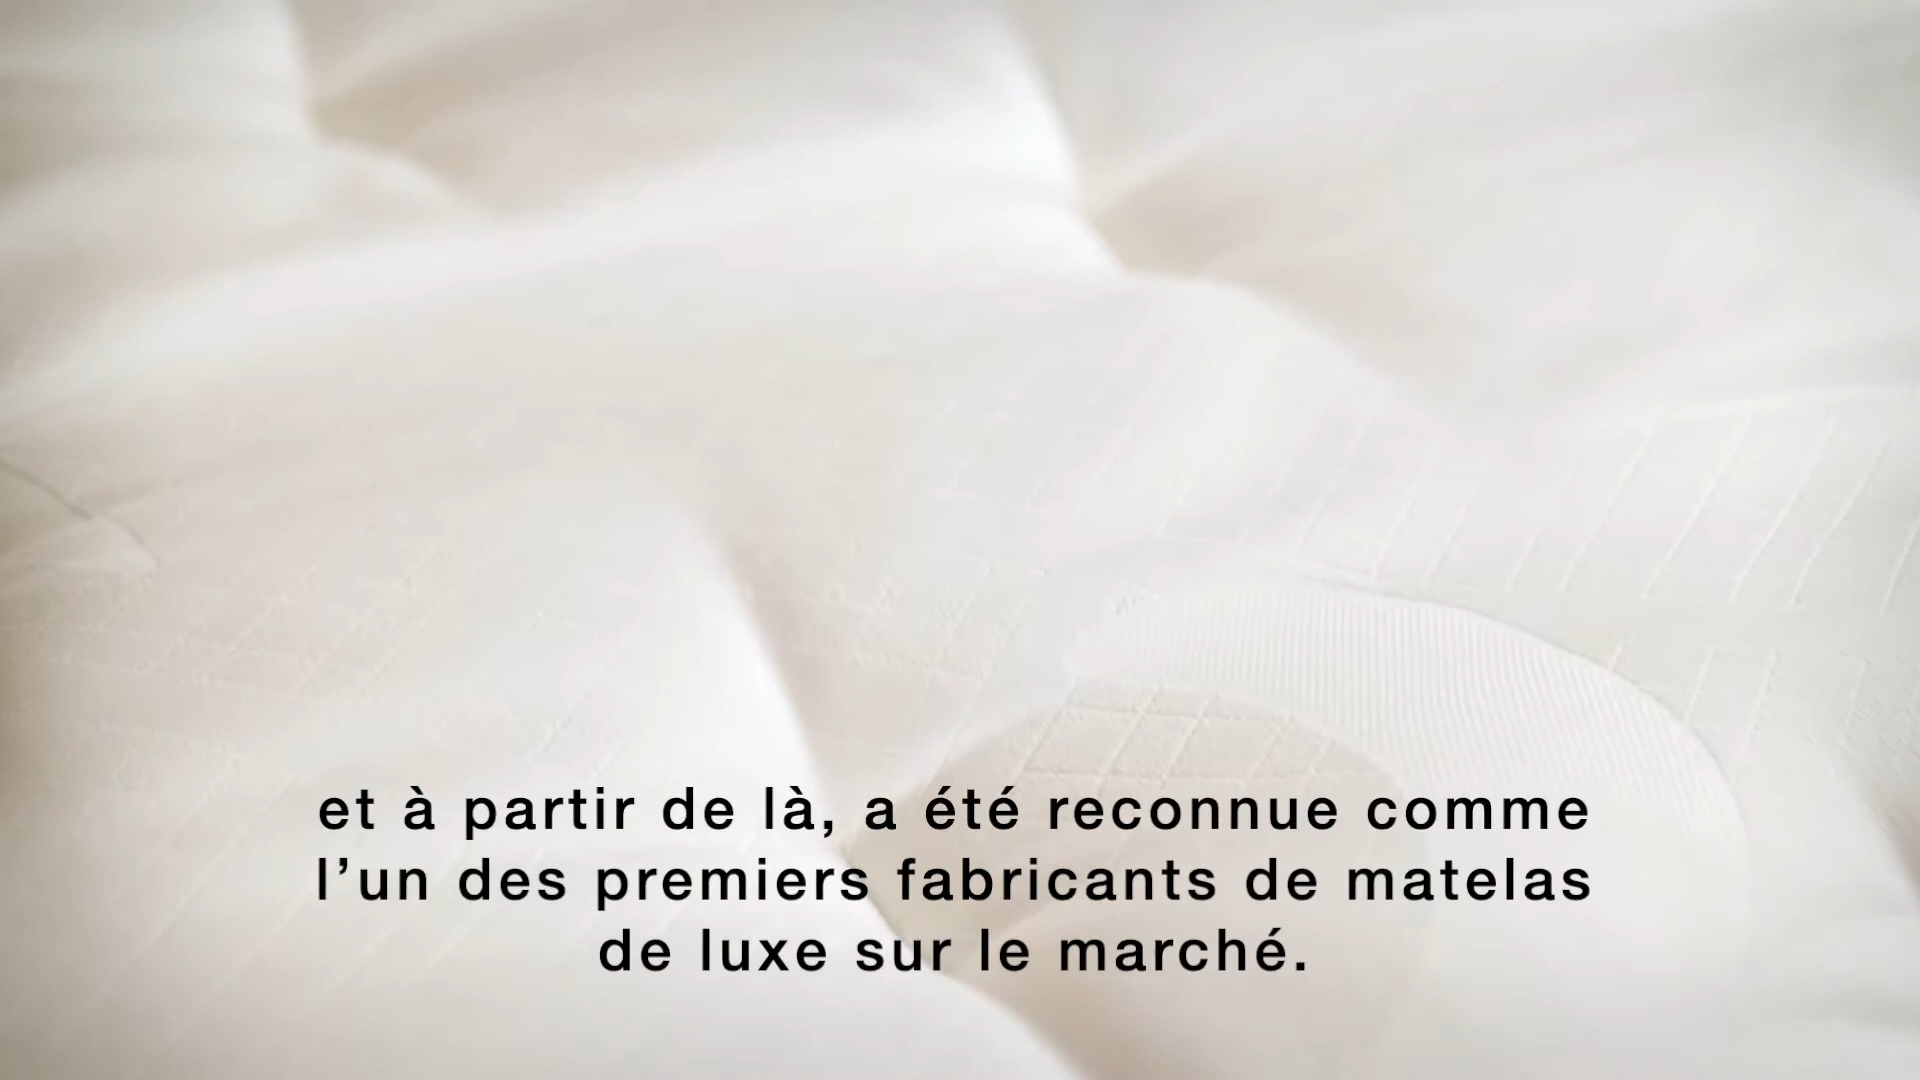 et à partir de là, a été reconnue comme
l’un des premiers fabricants de matelas
de luxe sur le marché.